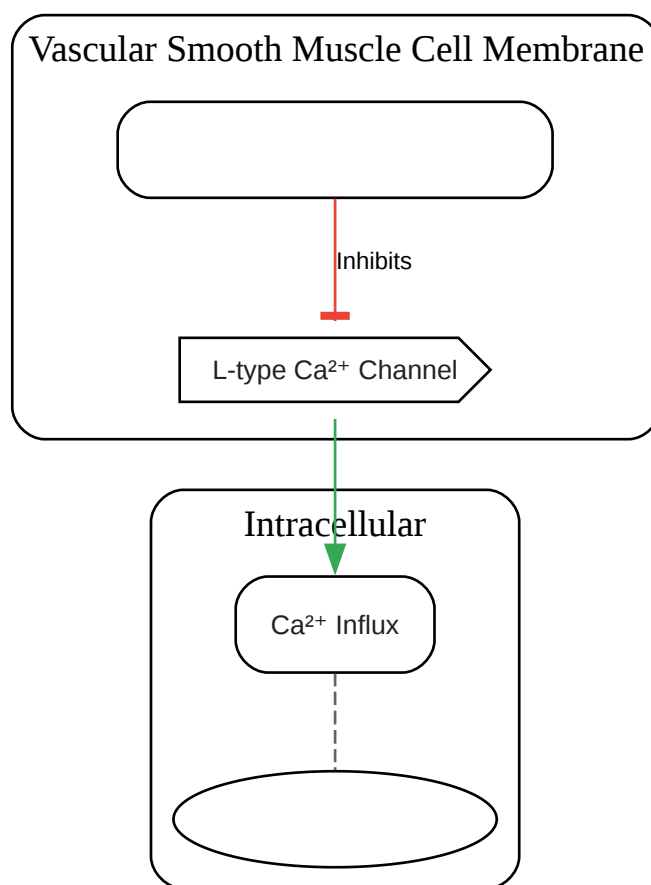 Vascular Smooth Muscle Cell Membrane
Inhibits
L-type Ca²⁺ Channel
Intracellular
Ca²⁺ Influx